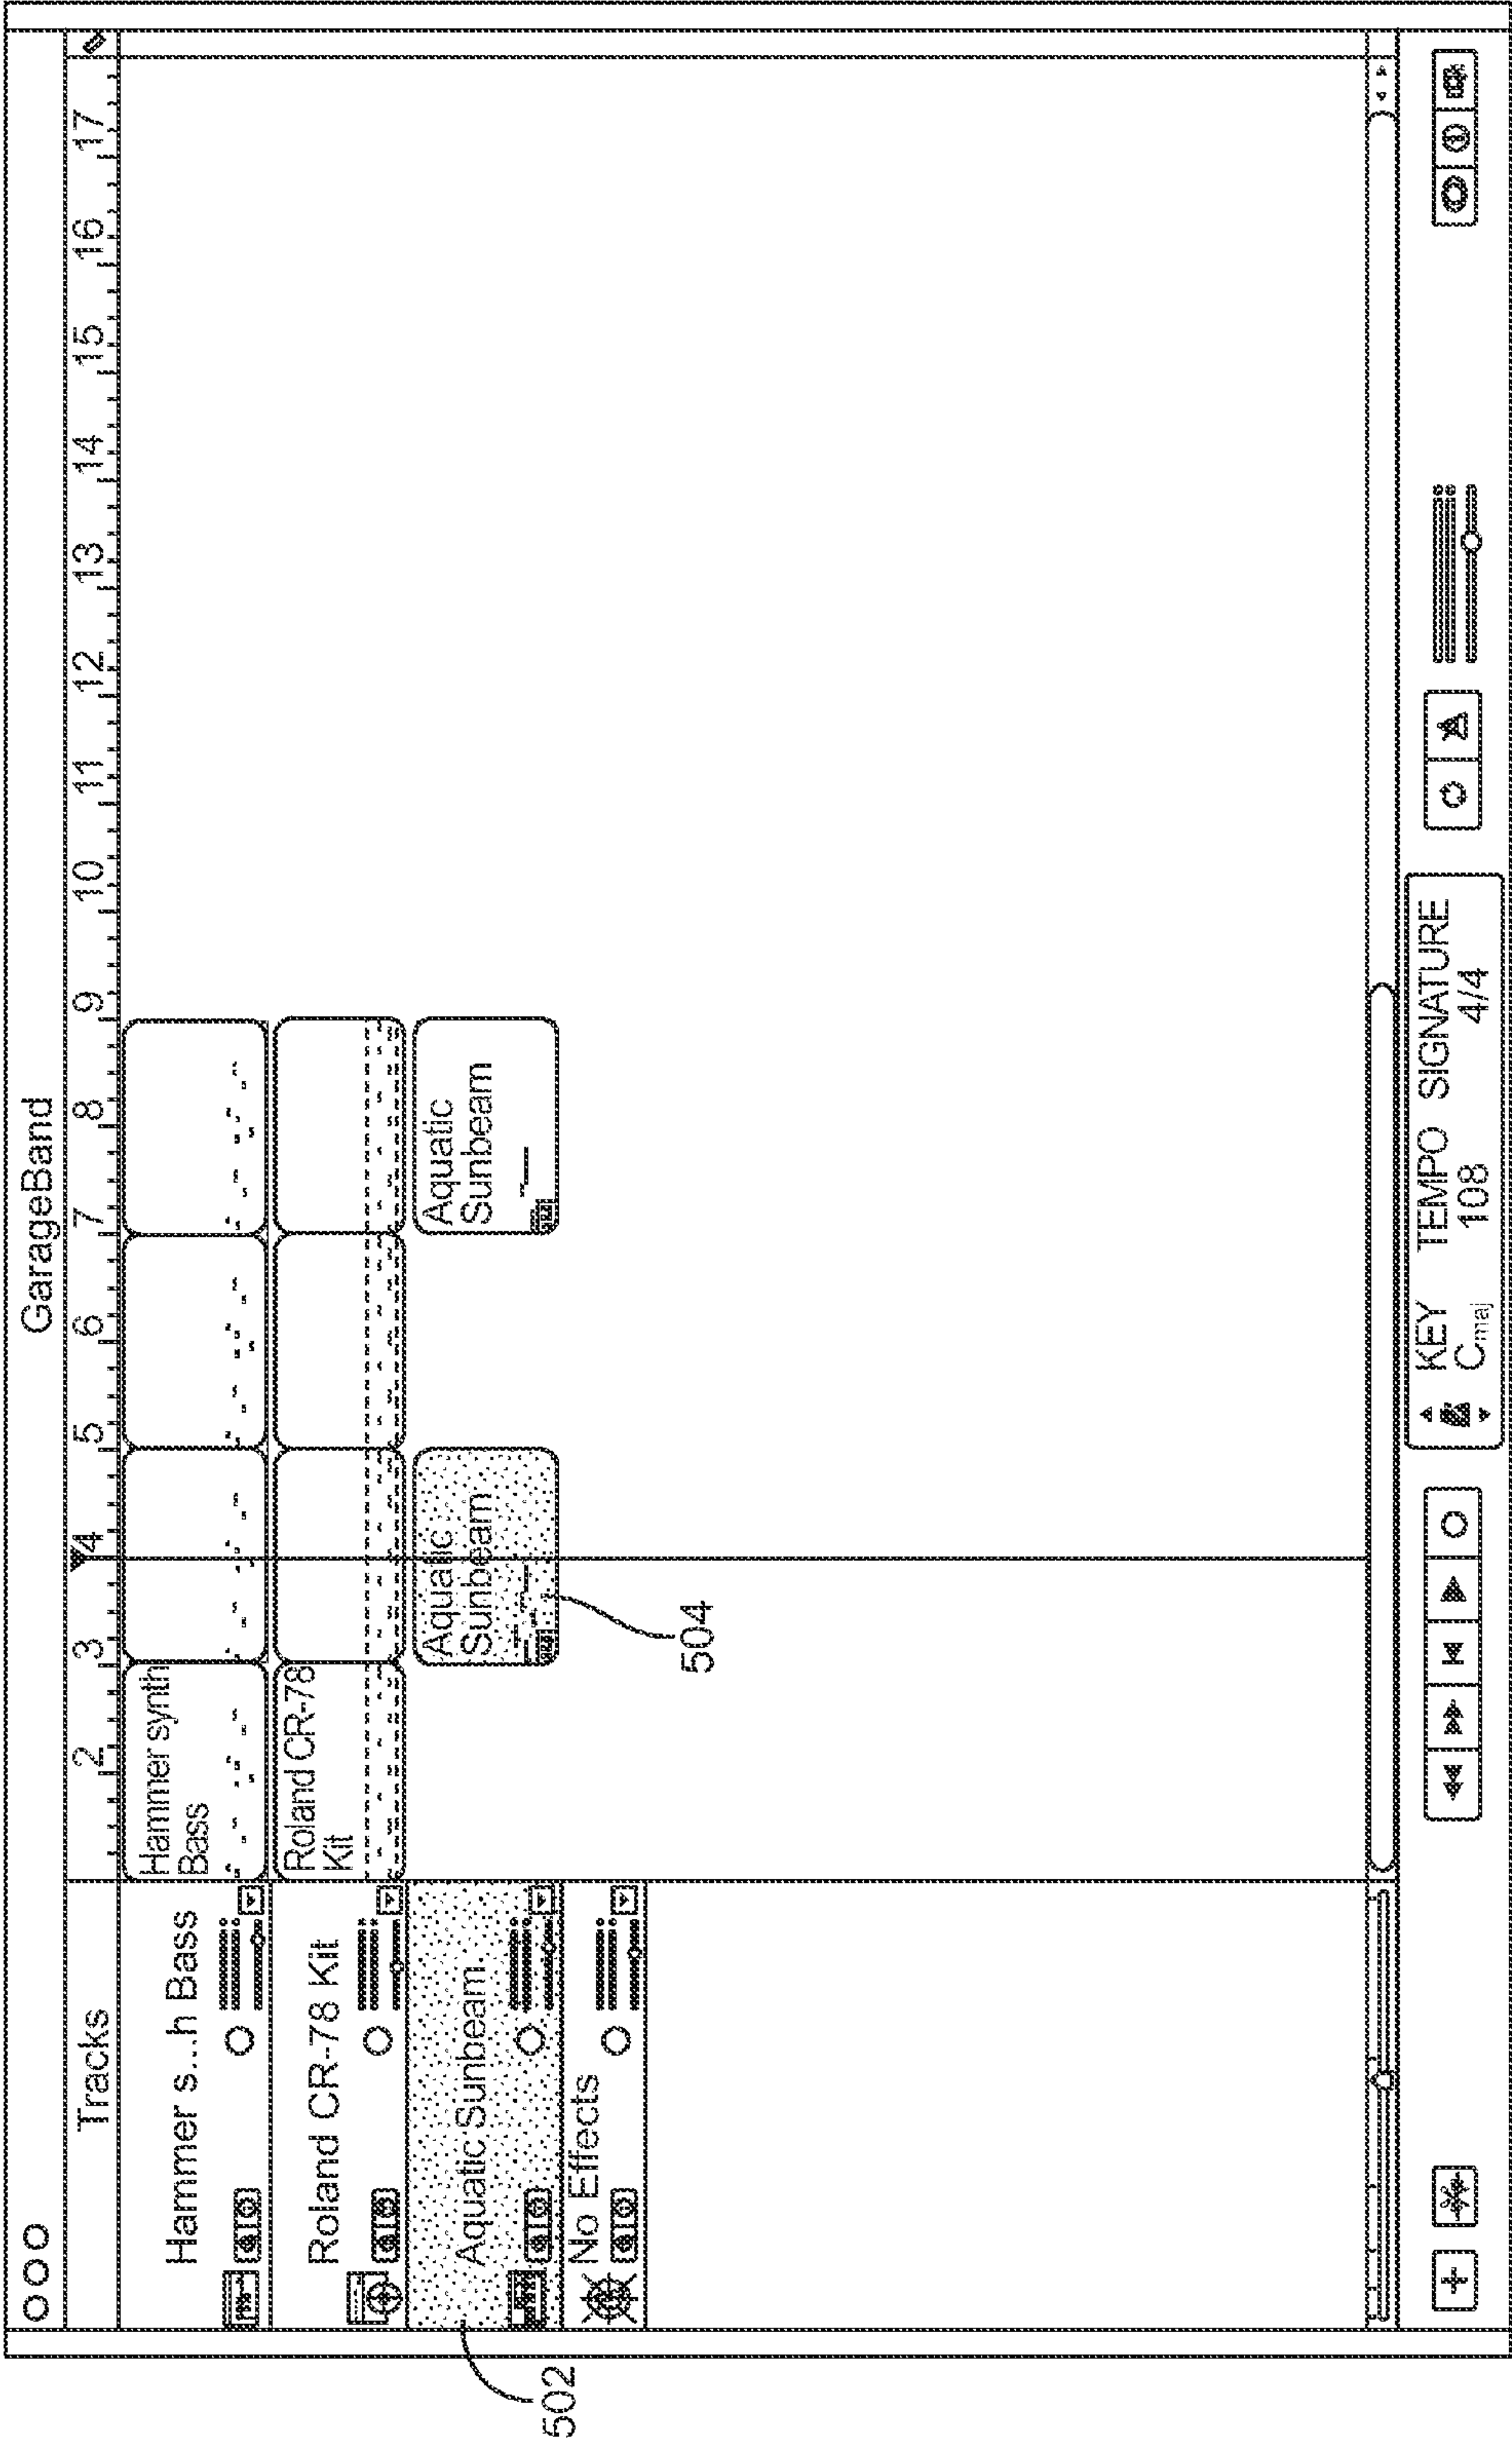 GarageBand
Tracks
2 3 4 5 6 7 8 9 10 11 12 13 14 15 16 17
Hammer s...h Bass
Hammer synth
Bass
Roland CR-78 Kit
Roland CR-78
Kit
Aquatic Sunbeam
Aquatic
Sunbeam
Aquatic
Sunbeam
No Effects
502
504
KEY TEMPO SIGNATURE
Cmaj 108 4/4